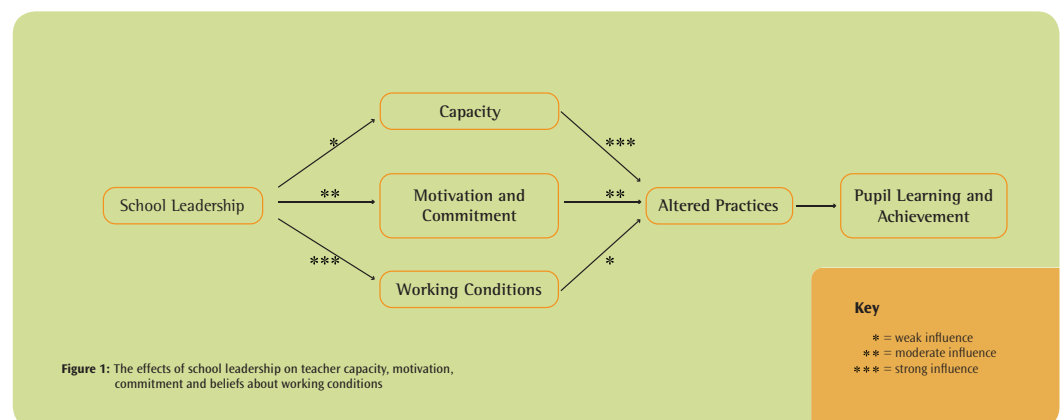 Capacity
*
***
School Leadership
**
Motivation and
Commitment
**
Altered Practices
Pupil Learning and
Achievement
***
Working Conditions
*
Key
* = weak influence
** = moderate influence
*** = strong influence
Figure 1: The effects of school leadership on teacher capacity, motivation,
commitment and beliefs about working conditions